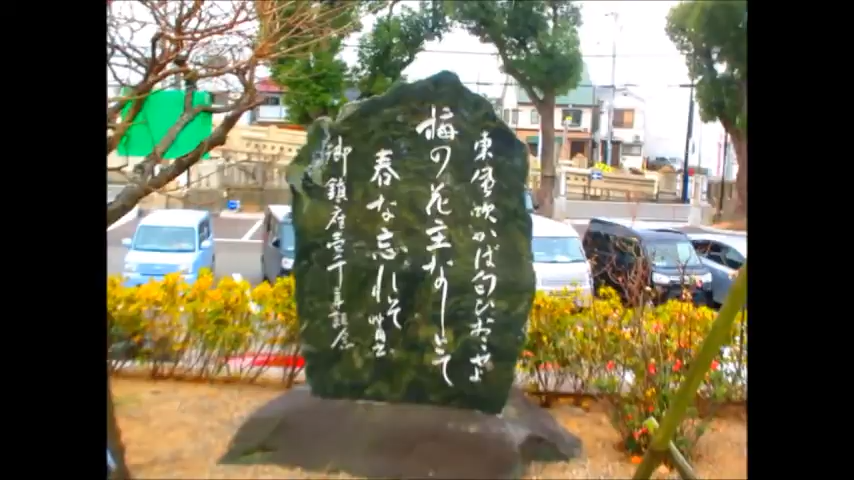 東風吹かば匂ひおこせよ
梅の花主なしとて
春な忘れそ
御鎮座壱千年記念